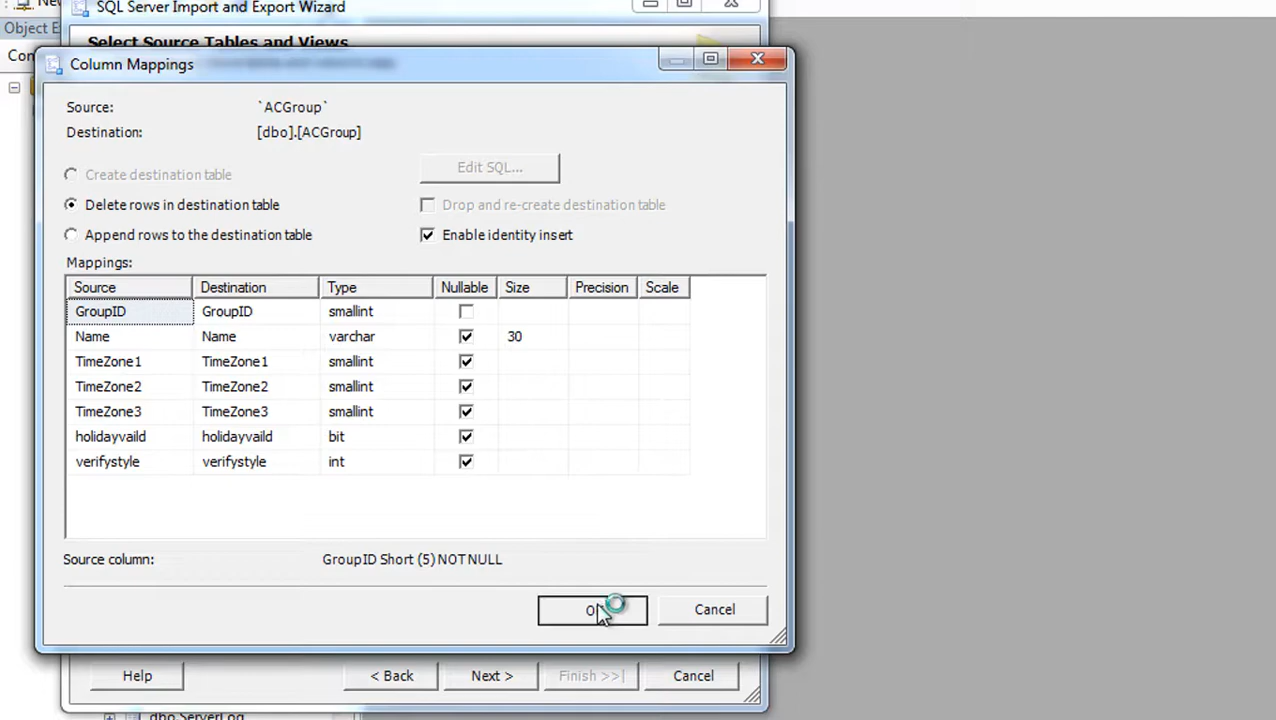 SQL Server Import and Export Wizard
Object E
Select Source Tables and Views
Column Mappings
Source: `ACGroup`
Destination: [dbo].[ACGroup]
Create destination table Edit SQL...
Delete rows in destination table Drop and re-create destination table
Append rows to the destination table Enable identity insert
Mappings:
Source Destination Type Nullable Size Precision Scale
GroupID GroupID smallint
Name Name varchar 30
TimeZone1 TimeZone1 smallint
TimeZone2 TimeZone2 smallint
TimeZone3 TimeZone3 smallint
holidayvaild holidayvaild bit
verifystyle verifystyle int
Source column: GroupID Short (5) NOT NULL
Cancel
Help < Back Next > Finish >>| Cancel
dbo.ServerLog